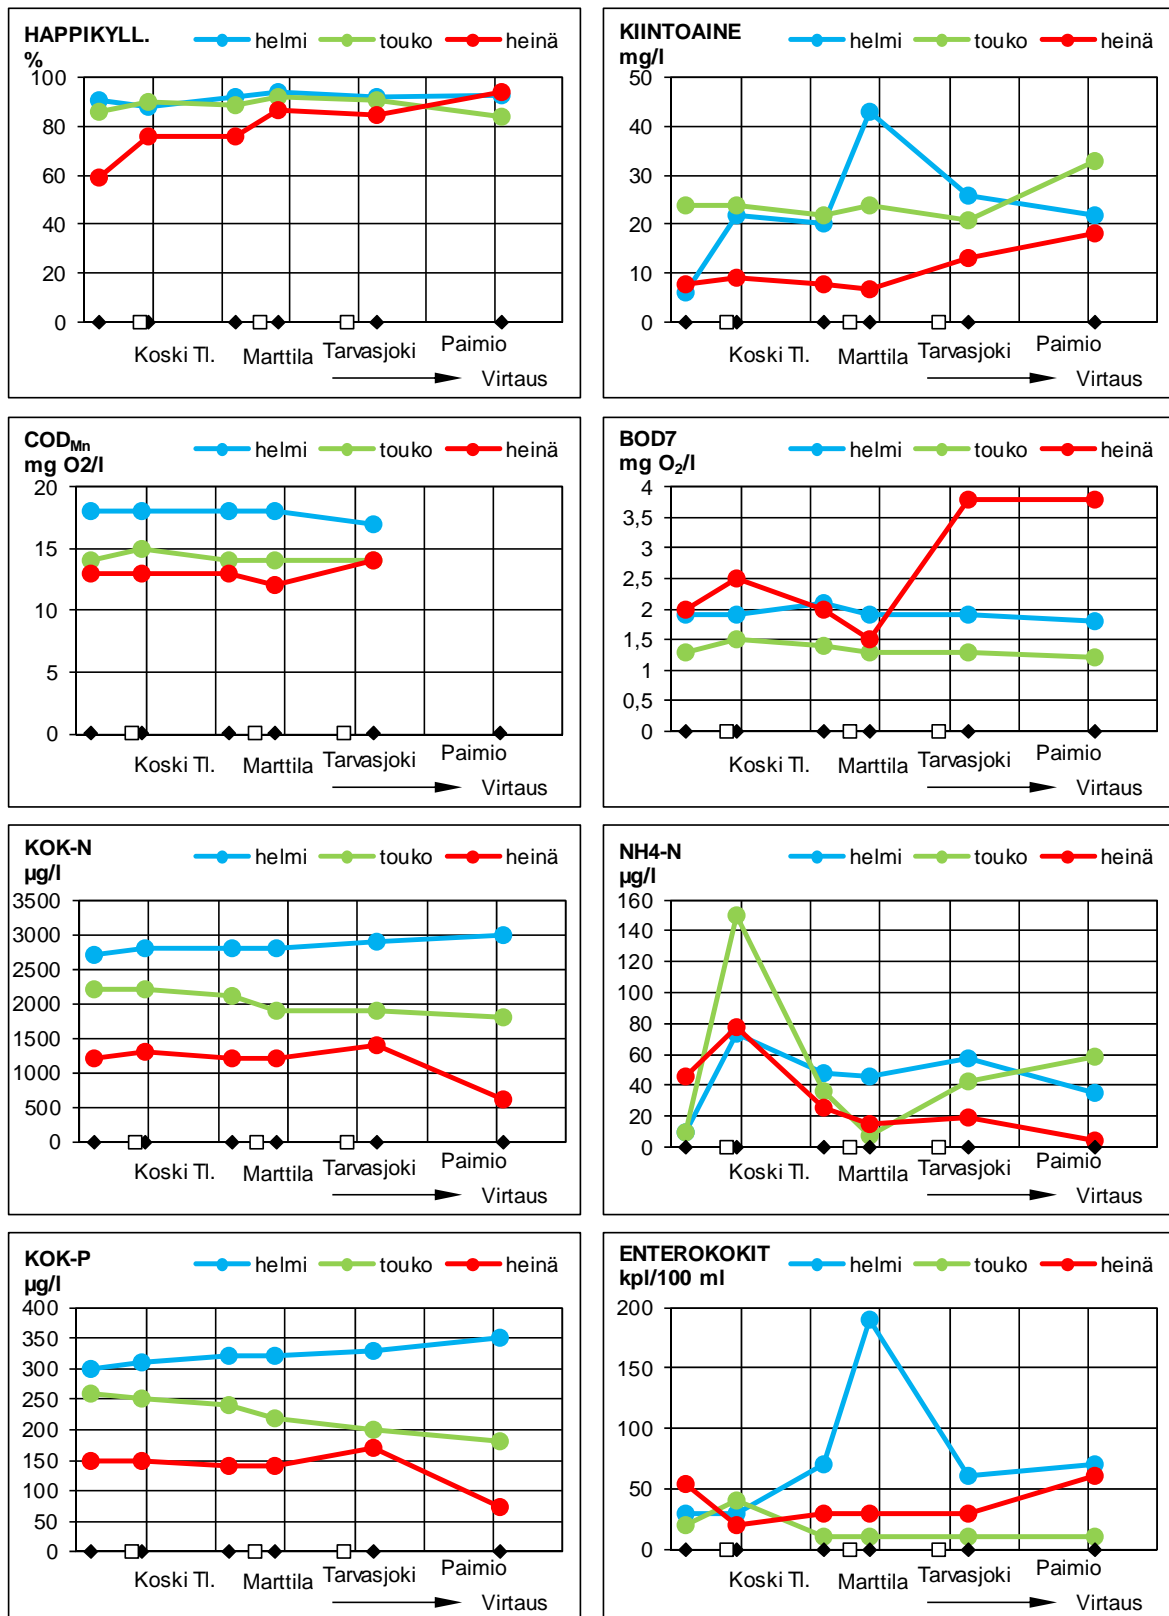 HAPPIKYLL.
%
helmi touko heinä
100
80
60
40
20
0
Koski Tl. Marttila Tarvasjoki Paimio
Virtaus
KIINTOAINE
mg/l
helmi touko heinä
50
40
30
20
10
0
Koski Tl. Marttila Tarvasjoki Paimio
Virtaus
CODMn
mg O2/l
helmi touko heinä
20
15
10
5
0
Koski Tl. Marttila Tarvasjoki Paimio
Virtaus
BOD7
mg O₂/l
helmi touko heinä
4
3,5
3
2,5
2
1,5
1
0,5
0
Koski Tl. Marttila Tarvasjoki Paimio
Virtaus
KOK-N
µg/l
helmi touko heinä
3500
3000
2500
2000
1500
1000
500
0
Koski Tl. Marttila Tarvasjoki Paimio
Virtaus
NH4-N
µg/l
helmi touko heinä
160
140
120
100
80
60
40
20
0
Koski Tl. Marttila Tarvasjoki Paimio
Virtaus
KOK-P
µg/l
helmi touko heinä
400
350
300
250
200
150
100
50
0
Koski Tl. Marttila Tarvasjoki Paimio
Virtaus
ENTEROKOKIT
kpl/100 ml
helmi touko heinä
200
150
100
50
0
Koski Tl. Marttila Tarvasjoki Paimio
Virtaus